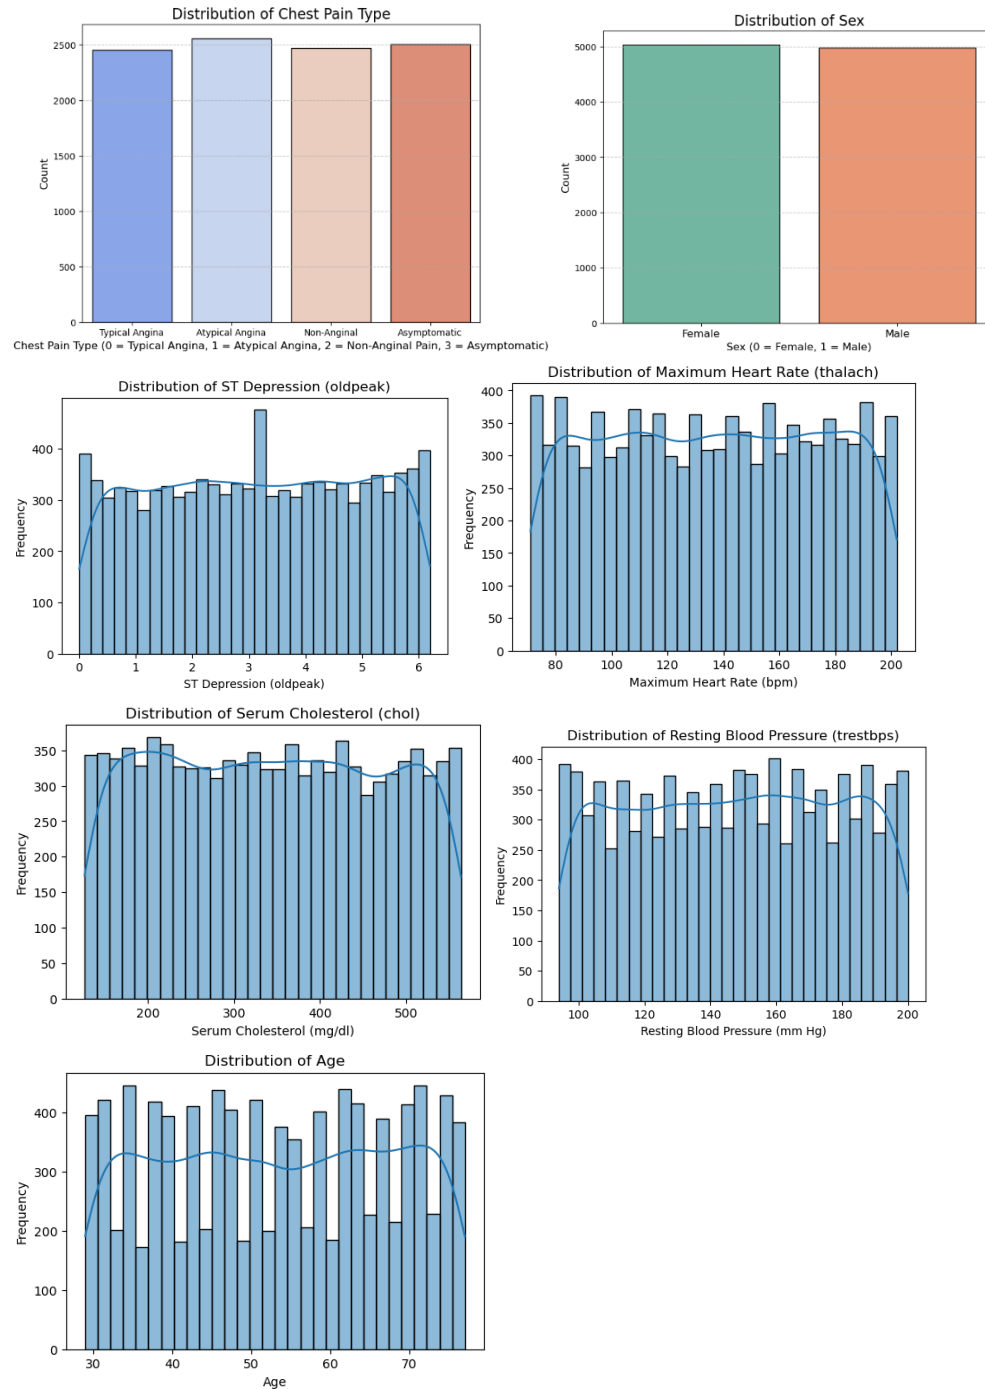 Distribution of Chest Pain Type
Count
2500
2000
1500
1000
500
0
Typical Angina Atypical Angina Non-Anginal Asymptomatic
Chest Pain Type (0 = Typical Angina, 1 = Atypical Angina, 2 = Non-Anginal Pain, 3 = Asymptomatic)
Distribution of Sex
Count
5000
4000
3000
2000
1000
0
Female Male
Sex (0 = Female, 1 = Male)
Distribution of ST Depression (oldpeak)
Frequency
400
300
200
100
0
0 1 2 3 4 5 6
ST Depression (oldpeak)
Distribution of Maximum Heart Rate (thalach)
Frequency
400
350
300
250
200
150
100
50
0
80 100 120 140 160 180 200
Maximum Heart Rate (bpm)
Distribution of Serum Cholesterol (chol)
Frequency
350
300
250
200
150
100
50
0
200 300 400 500
Serum Cholesterol (mg/dl)
Distribution of Resting Blood Pressure (trestbps)
Frequency
400
350
300
250
200
150
100
50
0
100 120 140 160 180 200
Resting Blood Pressure (mm Hg)
Distribution of Age
Frequency
400
300
200
100
0
30 40 50 60 70
Age